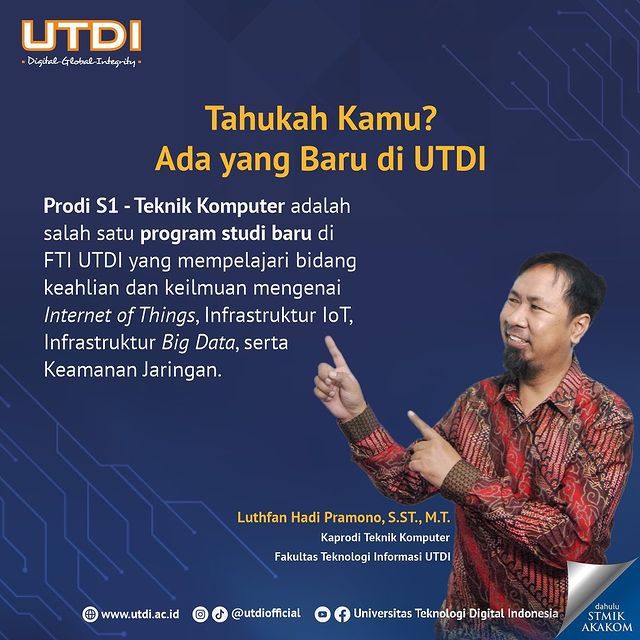 UTDI
Digital-Global-Integrity
Tahukah Kamu?
Ada yang Baru di UTDI
Prodi S1 - Teknik Komputer adalah
salah satu program studi baru di
FTI UTDI yang mempelajari bidang
keahlian dan keilmuan mengenai
Internet of Things, Infrastruktur IoT,
Infrastruktur Big Data, serta
Keamanan Jaringan.
Luthfan Hadi Pramono, S.ST., M.T.
Kaprodi Teknik Komputer
Fakultas Teknologi Informasi UTDI
www.utdi.ac.id @utdiofficial Universitas Teknologi Digital Indonesia
dahulu
STMIK
AKAKOM